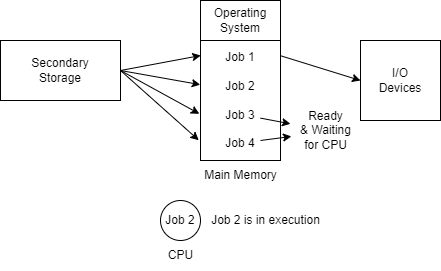 Operating
System
Secondary
Storage
Job 1
Job 2
Job 3
Job 4
I/O
Devices
Ready
& Waiting
for CPU
Main Memory
Job 2
Job 2 is in execution
CPU